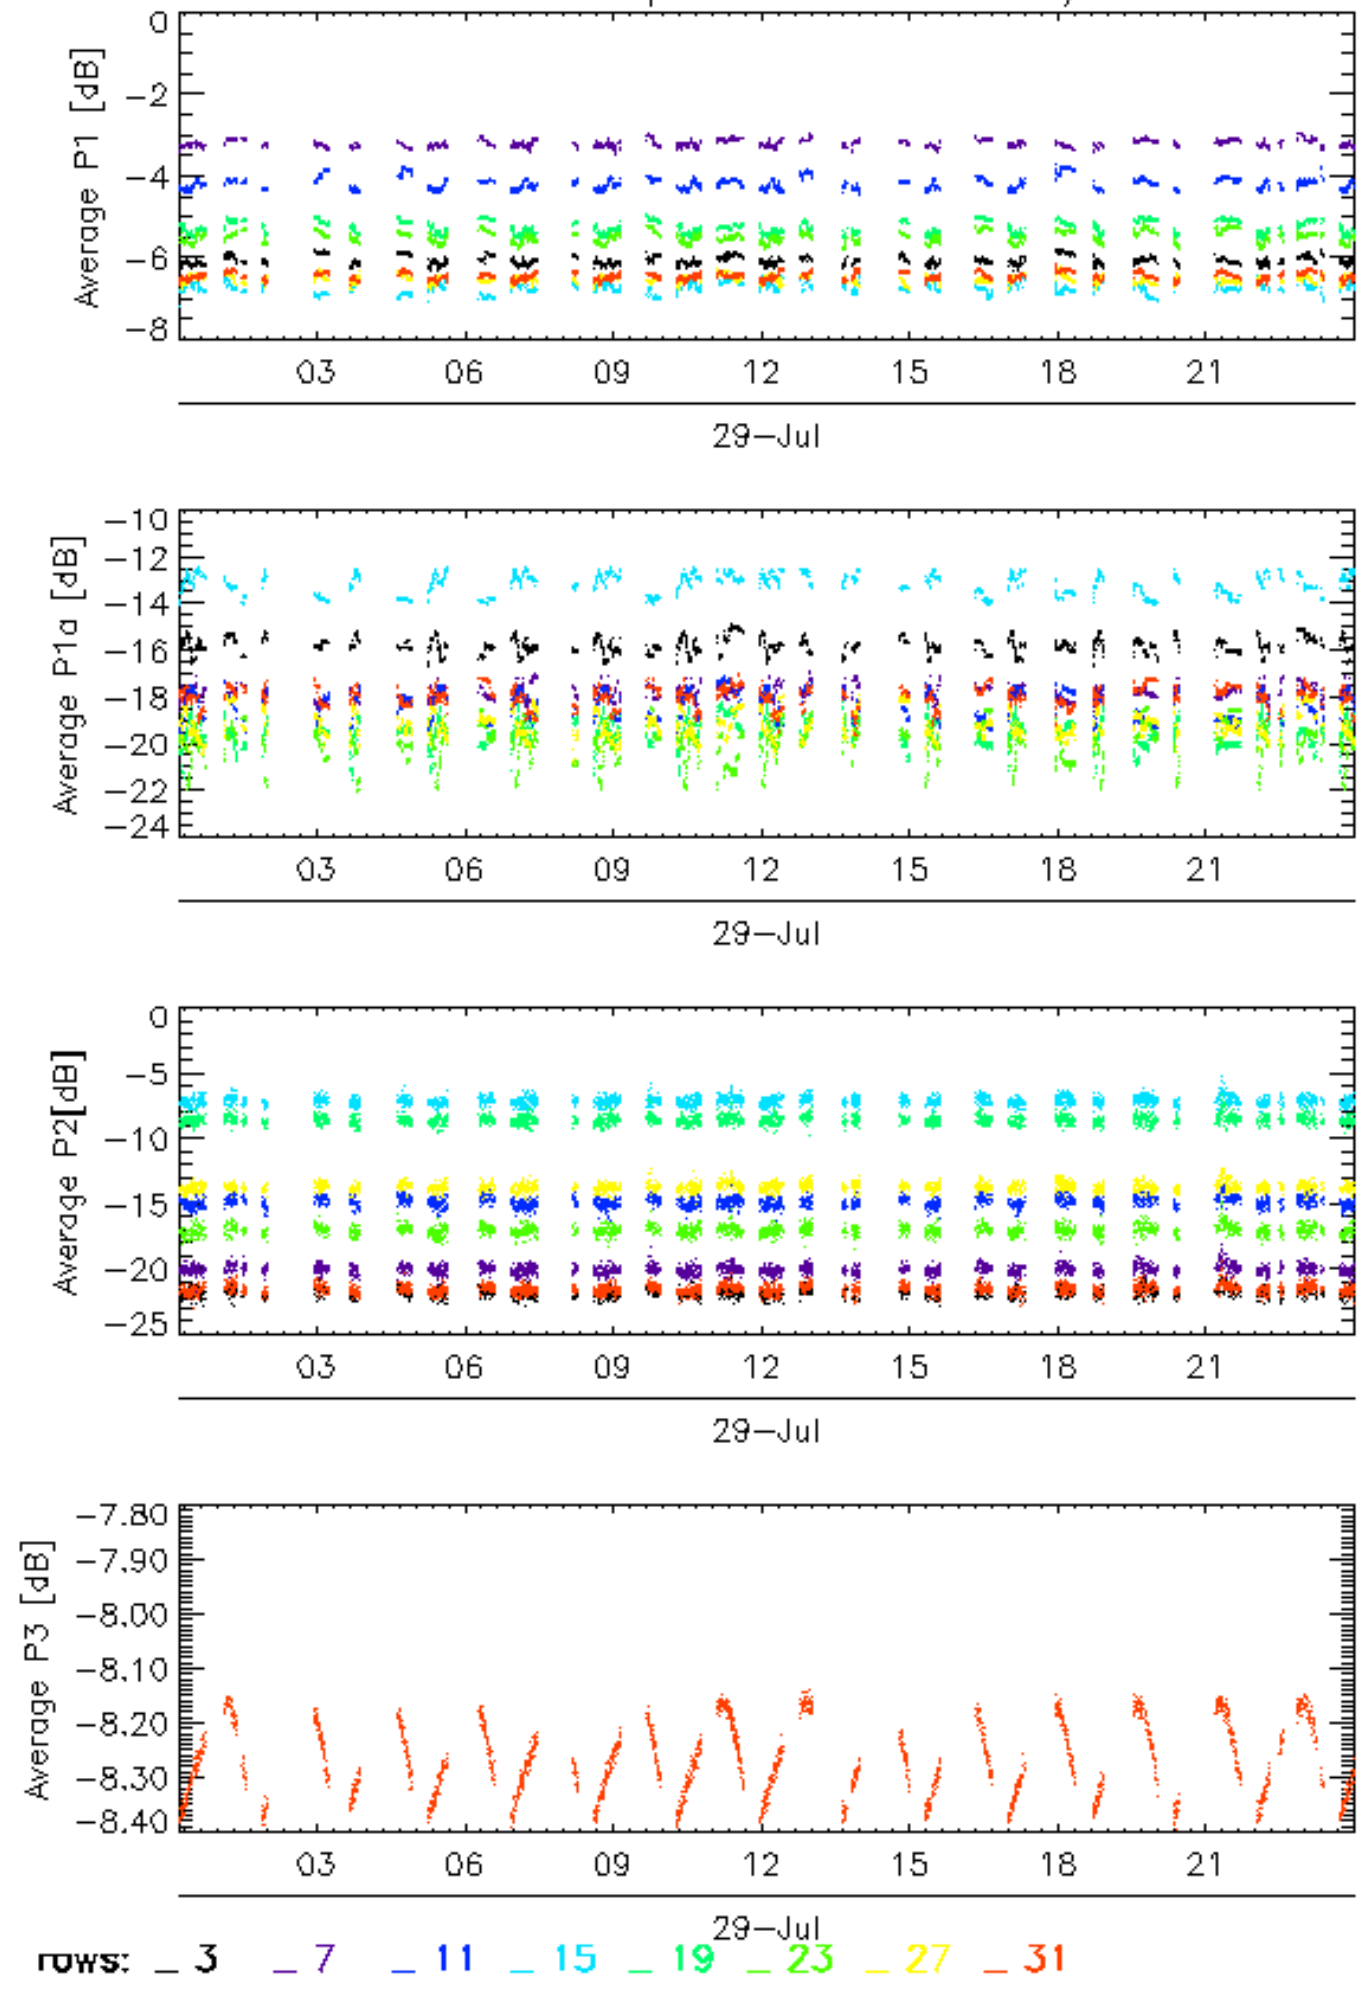 0
-2
-4
-6
-8
Average P1 [dB]
03 06 09 12 15 18 21
29-Jul
-10
-12
-14
-16
-18
-20
-22
-24
Average P1a [dB]
03 06 09 12 15 18 21
29-Jul
0
-5
-10
-15
-20
-25
Average P2[dB]
03 06 09 12 15 18 21
29-Jul
-7.80
-7.90
-8.00
-8.10
-8.20
-8.30
-8.40
Average P3 [dB]
03 06 09 12 15 18 21
29-Jul
rows: _ 3 _ 7 _ 11 _ 15 _ 19 _ 23 _ 27 _ 31